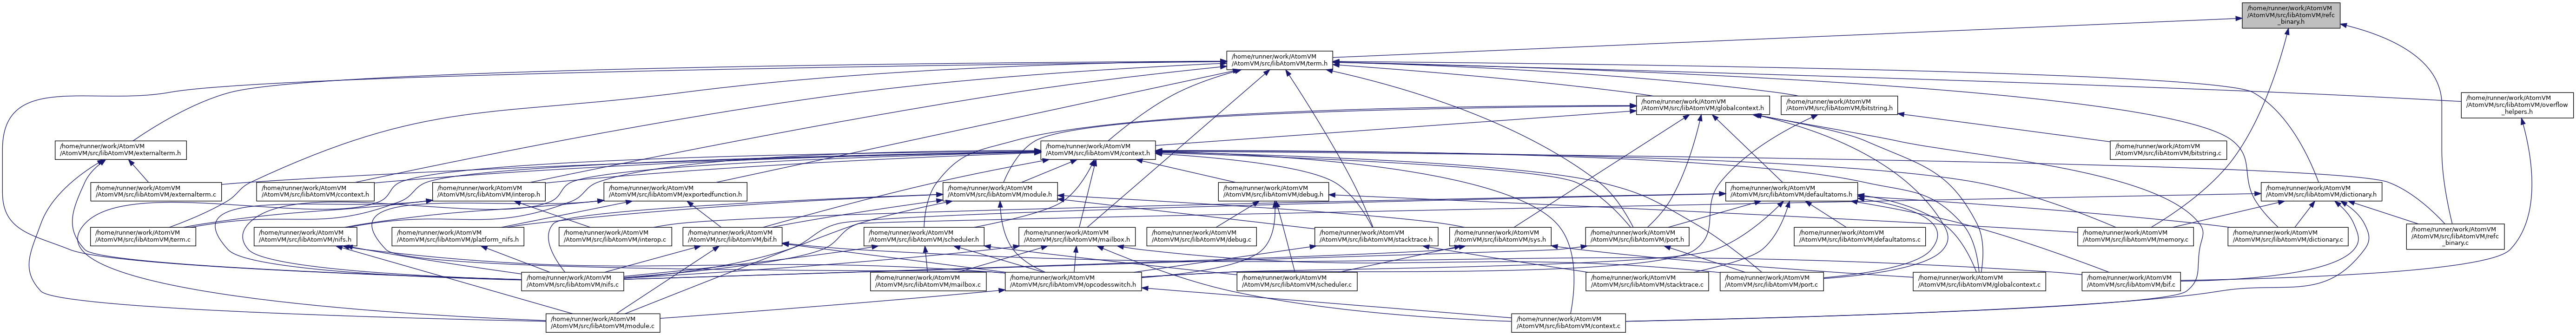 /home/runner/work/AtomVM
/AtomVM/src/libAtomVM/refc
_binary.h
/home/runner/work/AtomVM
/AtomVM/src/libAtomVM/term.h
/home/runner/work/AtomVM
/AtomVM/src/libAtomVM/globalcontext.h
/home/runner/work/AtomVM
/AtomVM/src/libAtomVM/bitstring.h
/home/runner/work/AtomVM
/AtomVM/src/libAtomVM/overflow
_helpers.h
/home/runner/work/AtomVM
/AtomVM/src/libAtomVM/externalterm.h
/home/runner/work/AtomVM
/AtomVM/src/libAtomVM/context.h
/home/runner/work/AtomVM
/AtomVM/src/libAtomVM/bitstring.c
/home/runner/work/AtomVM
/AtomVM/src/libAtomVM/externalterm.c
/home/runner/work/AtomVM
/AtomVM/src/libAtomVM/ccontext.h
/home/runner/work/AtomVM
/AtomVM/src/libAtomVM/interop.h
/home/runner/work/AtomVM
/AtomVM/src/libAtomVM/exportedfunction.h
/home/runner/work/AtomVM
/AtomVM/src/libAtomVM/module.h
/home/runner/work/AtomVM
/AtomVM/src/libAtomVM/debug.h
/home/runner/work/AtomVM
/AtomVM/src/libAtomVM/defaultatoms.h
/home/runner/work/AtomVM
/AtomVM/src/libAtomVM/dictionary.h
/home/runner/work/AtomVM
/AtomVM/src/libAtomVM/term.c
/home/runner/work/AtomVM
/AtomVM/src/libAtomVM/nifs.h
/home/runner/work/AtomVM
/AtomVM/src/libAtomVM/platform_nifs.h
/home/runner/work/AtomVM
/AtomVM/src/libAtomVM/interop.c
/home/runner/work/AtomVM
/AtomVM/src/libAtomVM/bif.h
/home/runner/work/AtomVM
/AtomVM/src/libAtomVM/scheduler.h
/home/runner/work/AtomVM
/AtomVM/src/libAtomVM/mailbox.h
/home/runner/work/AtomVM
/AtomVM/src/libAtomVM/debug.c
/home/runner/work/AtomVM
/AtomVM/src/libAtomVM/stacktrace.h
/home/runner/work/AtomVM
/AtomVM/src/libAtomVM/sys.h
/home/runner/work/AtomVM
/AtomVM/src/libAtomVM/port.h
/home/runner/work/AtomVM
/AtomVM/src/libAtomVM/defaultatoms.c
/home/runner/work/AtomVM
/AtomVM/src/libAtomVM/memory.c
/home/runner/work/AtomVM
/AtomVM/src/libAtomVM/dictionary.c
/home/runner/work/AtomVM
/AtomVM/src/libAtomVM/refc
_binary.c
/home/runner/work/AtomVM
/AtomVM/src/libAtomVM/nifs.c
/home/runner/work/AtomVM
/AtomVM/src/libAtomVM/mailbox.c
/home/runner/work/AtomVM
/AtomVM/src/libAtomVM/opcodesswitch.h
/home/runner/work/AtomVM
/AtomVM/src/libAtomVM/scheduler.c
/home/runner/work/AtomVM
/AtomVM/src/libAtomVM/stacktrace.c
/home/runner/work/AtomVM
/AtomVM/src/libAtomVM/port.c
/home/runner/work/AtomVM
/AtomVM/src/libAtomVM/globalcontext.c
/home/runner/work/AtomVM
/AtomVM/src/libAtomVM/bif.c
/home/runner/work/AtomVM
/AtomVM/src/libAtomVM/module.c
/home/runner/work/AtomVM
/AtomVM/src/libAtomVM/context.c